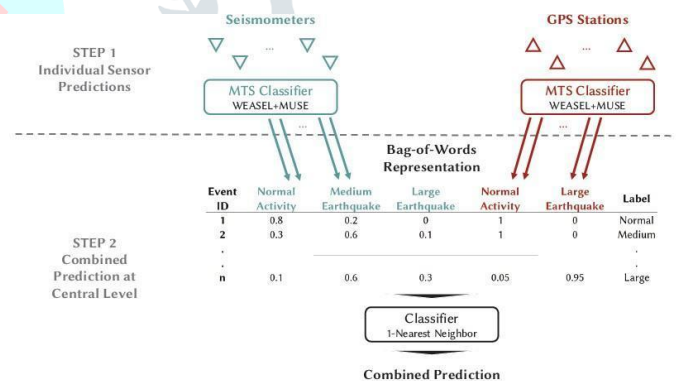 Seismometers
GPS Stations
...
...
STEP 1
Individual Sensor
Predictions
MTS Classifier
WEASEL+MUSE
MTS Classifier
WEASEL+MUSE
...
...
Bag-of-Words
Representation
Event ID Normal Activity Medium Earthquake Large Earthquake Normal Activity Large Earthquake Label
1 0.8 0.2 0 1 0 Normal
2 0.3 0.6 0.1 1 0 Medium
. .
. .
n 0.1 0.6 0.3 0.05 0.95 Large
STEP 2
Combined
Prediction at
Central Level
Classifier
1-Nearest Neighbor
Combined Prediction